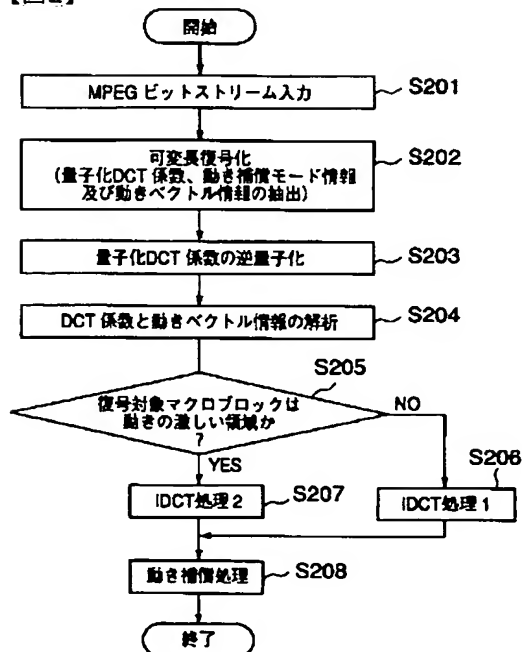 開始
MPEG ビットストリーム入力
S201
可変長復号化
(量子化DCT 係数、動き補償モード情報
及び動きベクトル情報の抽出)
S202
量子化DCT 係数の逆量子化
S203
DCT 係数と動きベクトル情報の解析
S204
S205
復号対象マクロブロックは
動きの激しい領域か
?
NO
YES
S206
IDCT処理2
S207
IDCT処理1
動き補償処理
S208
終了